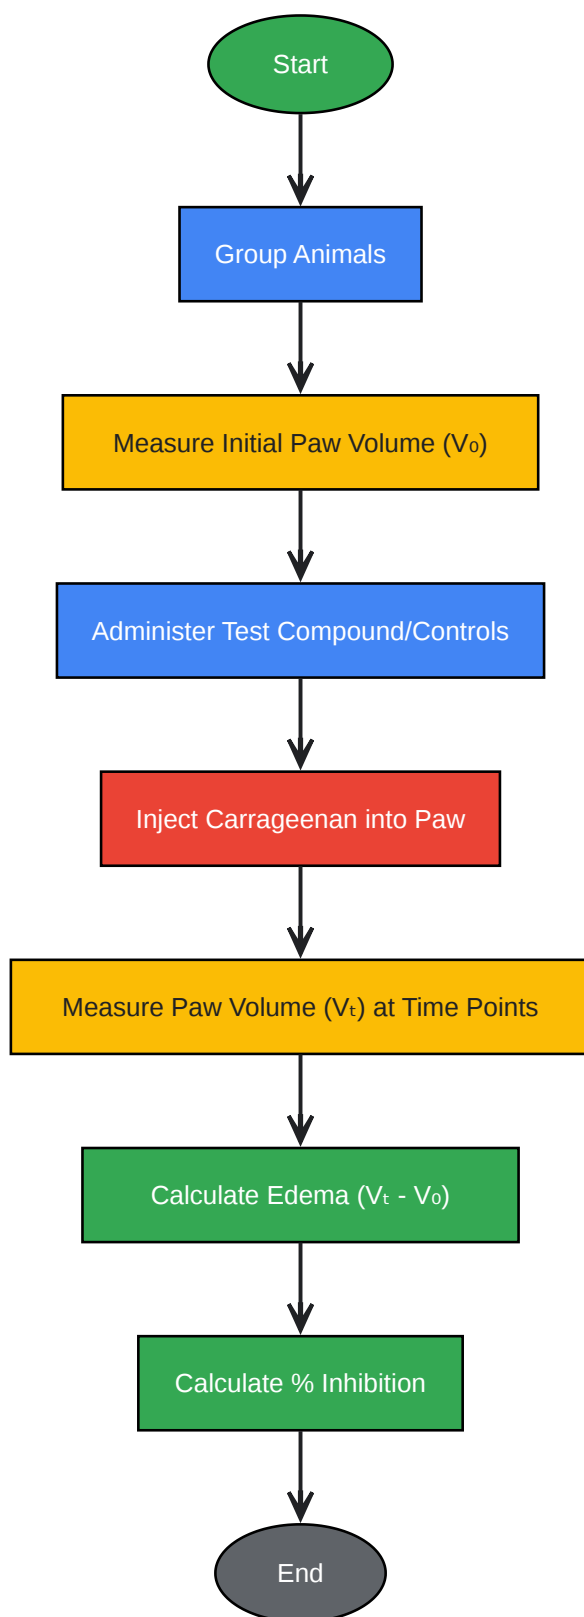 Start
Group Animals
Measure Initial Paw Volume (V₀)
Administer Test Compound/Controls
Inject Carrageenan into Paw
Measure Paw Volume (Vₜ) at Time Points
Calculate Edema (Vₜ - V₀)
Calculate % Inhibition
End